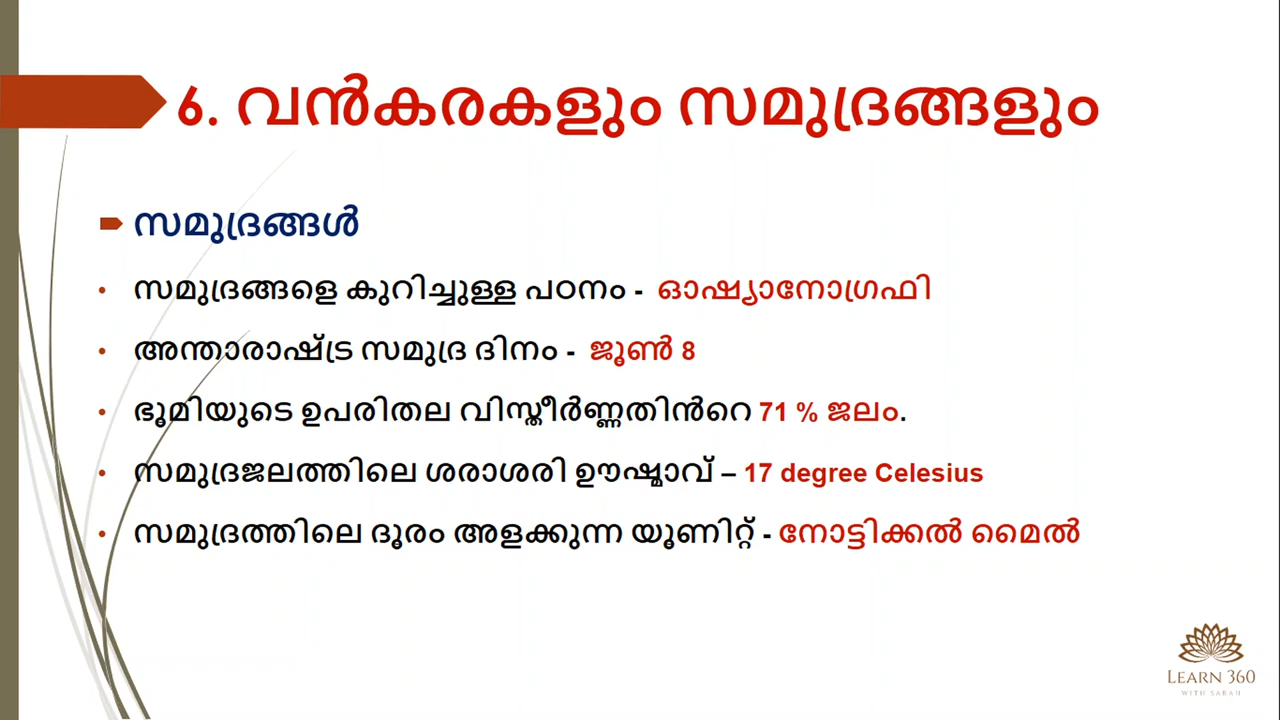 6. വൻകരകളും സമുദ്രങ്ങളും
സമുദ്രങ്ങൾ
• സമുദ്രങ്ങളെ കുറിച്ചുള്ള പഠനം - ഓഷ്യാനോഗ്രഫി
• അന്താരാഷ്ട്ര സമുദ്ര ദിനം - ജൂൺ 8
• ഭൂമിയുടെ ഉപരിതല വിസ്തീർണ്ണതിൻറെ 71 % ജലം.
• സമുദ്രജലത്തിലെ ശരാശരി ഊഷ്മാവ് – 17 degree Celesius
• സമുദ്രത്തിലെ ദൂരം അളക്കുന്ന യൂണിറ്റ് - നോട്ടിക്കൽ മൈൽ
LEARN 360
WITH SARAH